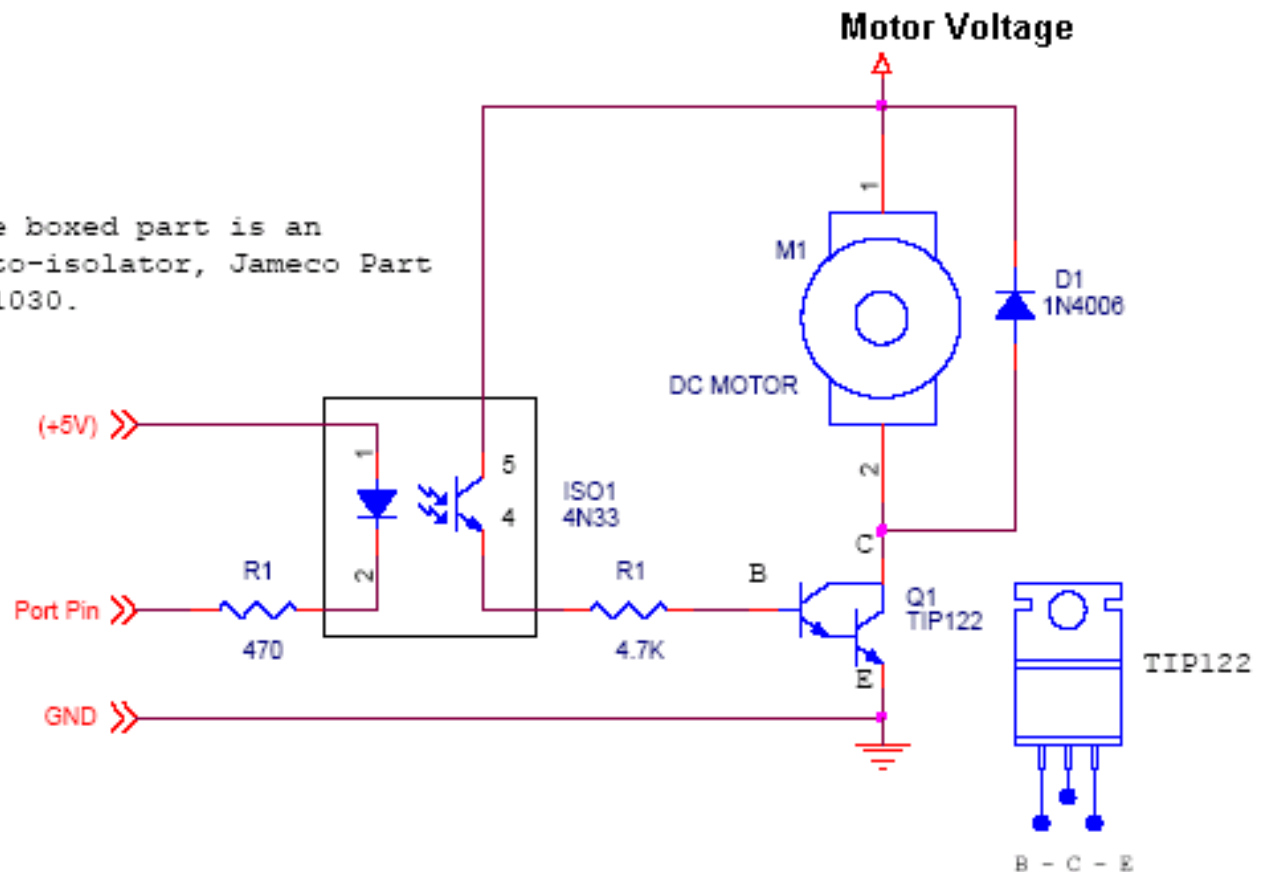 Motor Voltage
e boxed part is an
to-isolator, Jameco Part
1030.
1
M1
D1
1N4006
DC MOTOR
(+5V)
1
2
5
ISO1
4
4N33
C
R1
2
R1
B
Q1
TIP122
Port Pin
470
4.7K
TIP122
E
GND
B - C - E